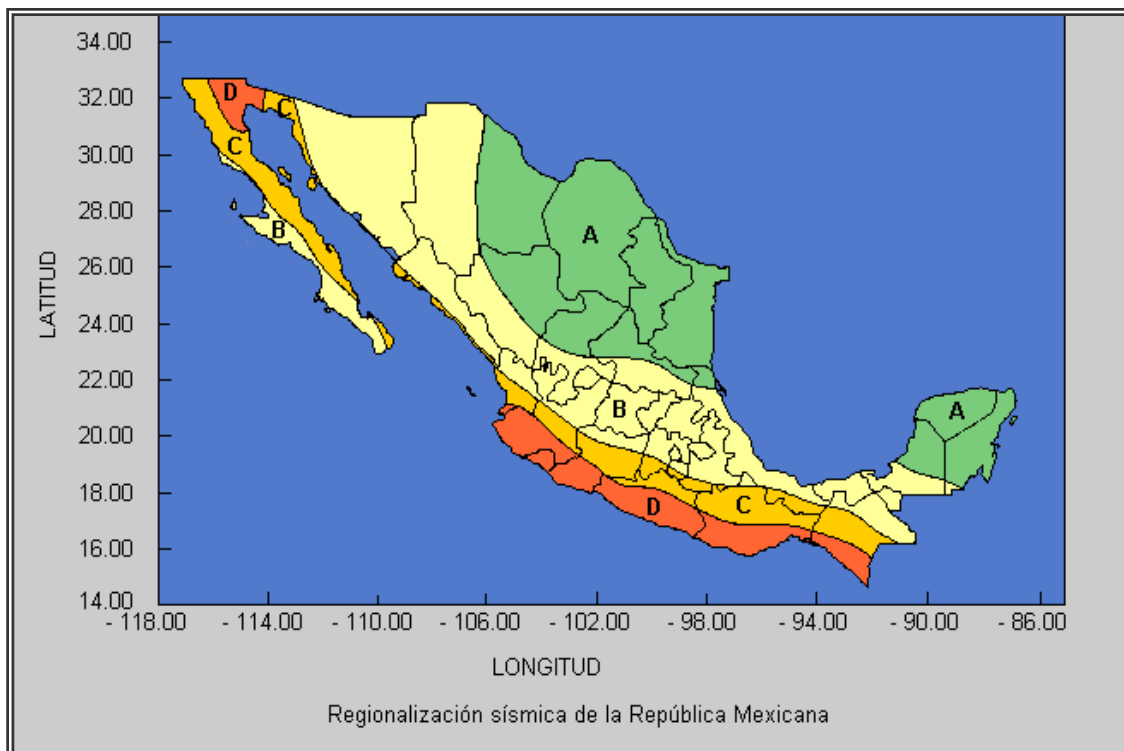 34.00
32.00
30.00
28.00
26.00
24.00
22.00
20.00
18.00
16.00
14.00
LATITUD
D
C
C
B
A
B
A
C
D
- 118.00 - 114.00 - 110.00 - 106.00 - 102.00 - 98.00 - 94.00 - 90.00 - 86.00
LONGITUD
Regionalización sísmica de la República Mexicana